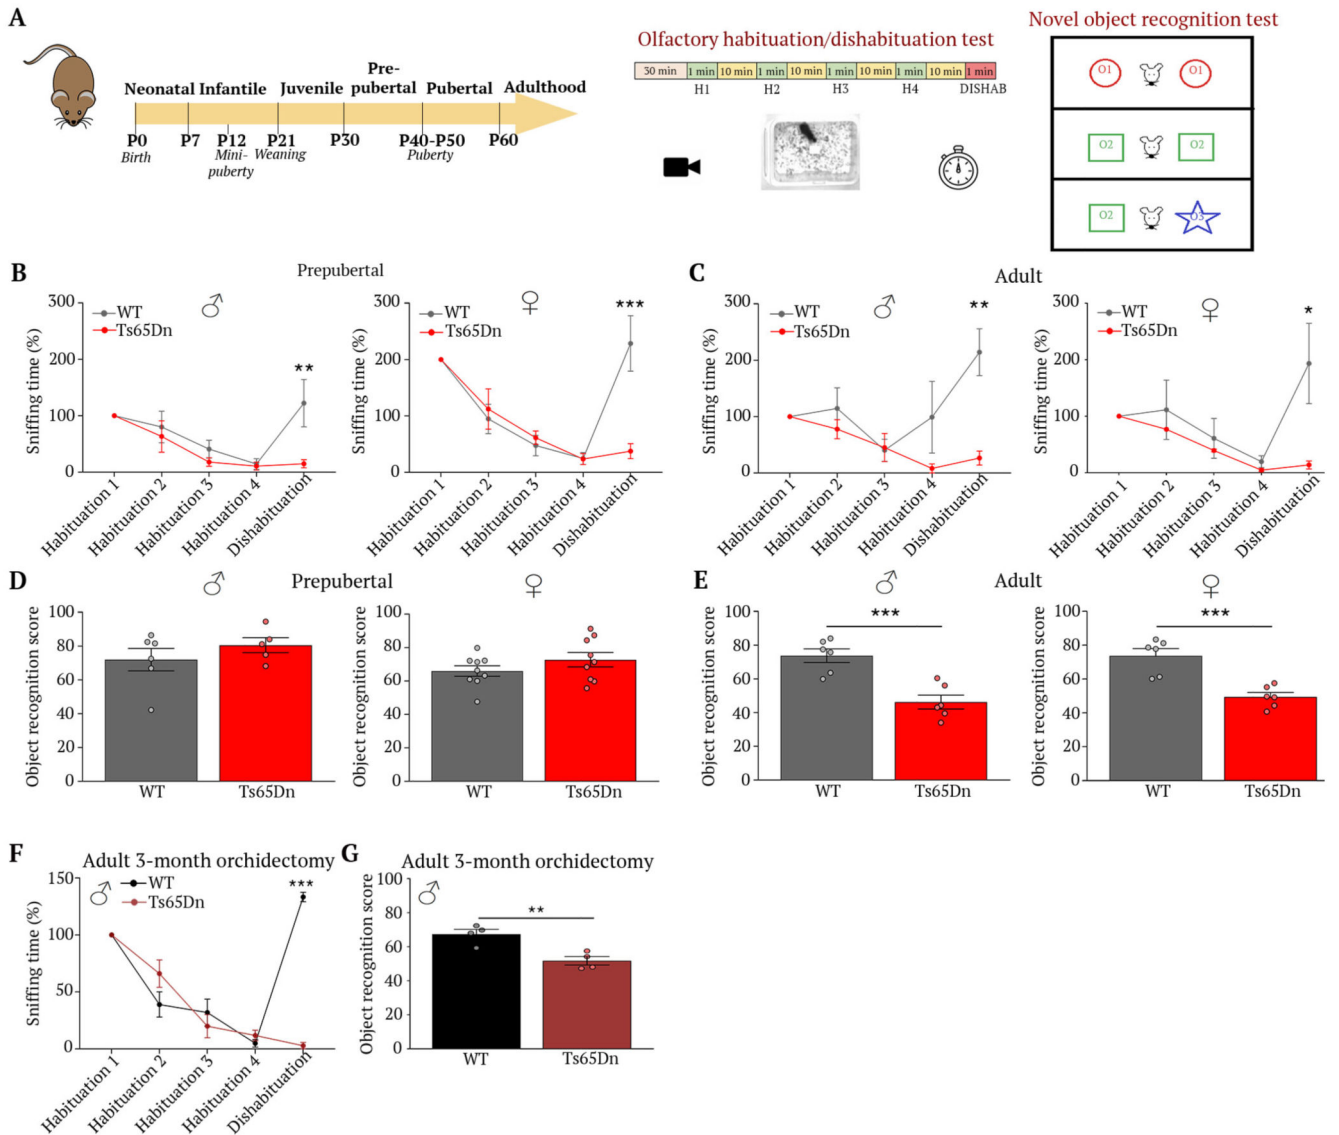 A
Neonatal Infantile Juvenile Pre-pubertal Pubertal Adulthood
P0 P7 P12 P21 P30 P40-P50 P60
Birth Mini-puberty Weaning Puberty
Olfactory habituation/dishabituation test
30 min 1 min 10 min 1 min 10 min 1 min 10 min 1 min 10 min 1 min
H1 H2 H3 H4 DISHAB
Novel object recognition test
O1 O1
O2 O2
O2 O3
B
Prepubertal
♂
WT
Ts65Dn
Sniffing time (%)
300
200
100
0
**
Habituation 1
Habituation 2
Habituation 3
Habituation 4
Dishabituation
♀
WT
Ts65Dn
Sniffing time (%)
300
200
100
0
***
Habituation 1
Habituation 2
Habituation 3
Habituation 4
Dishabituation
C
Adult
♂
WT
Ts65Dn
Sniffing time (%)
300
200
100
0
**
Habituation 1
Habituation 2
Habituation 3
Habituation 4
Dishabituation
♀
WT
Ts65Dn
Sniffing time (%)
300
200
100
0
*
Habituation 1
Habituation 2
Habituation 3
Habituation 4
Dishabituation
D
♂ Prepubertal ♀
Object recognition score
100
80
60
40
20
0
WT Ts65Dn
Object recognition score
100
80
60
40
20
0
WT Ts65Dn
E
♂ Adult ♀
Object recognition score
100
80
60
40
20
0
***
WT Ts65Dn
Object recognition score
100
80
60
40
20
0
***
WT Ts65Dn
F
Adult 3-month orchidectomy
♂
WT
Ts65Dn
Sniffing time (%)
150
100
50
0
***
Habituation 1
Habituation 2
Habituation 3
Habituation 4
Dishabituation
G
Adult 3-month orchidectomy
♂
Object recognition score
100
80
60
40
20
0
**
WT Ts65Dn